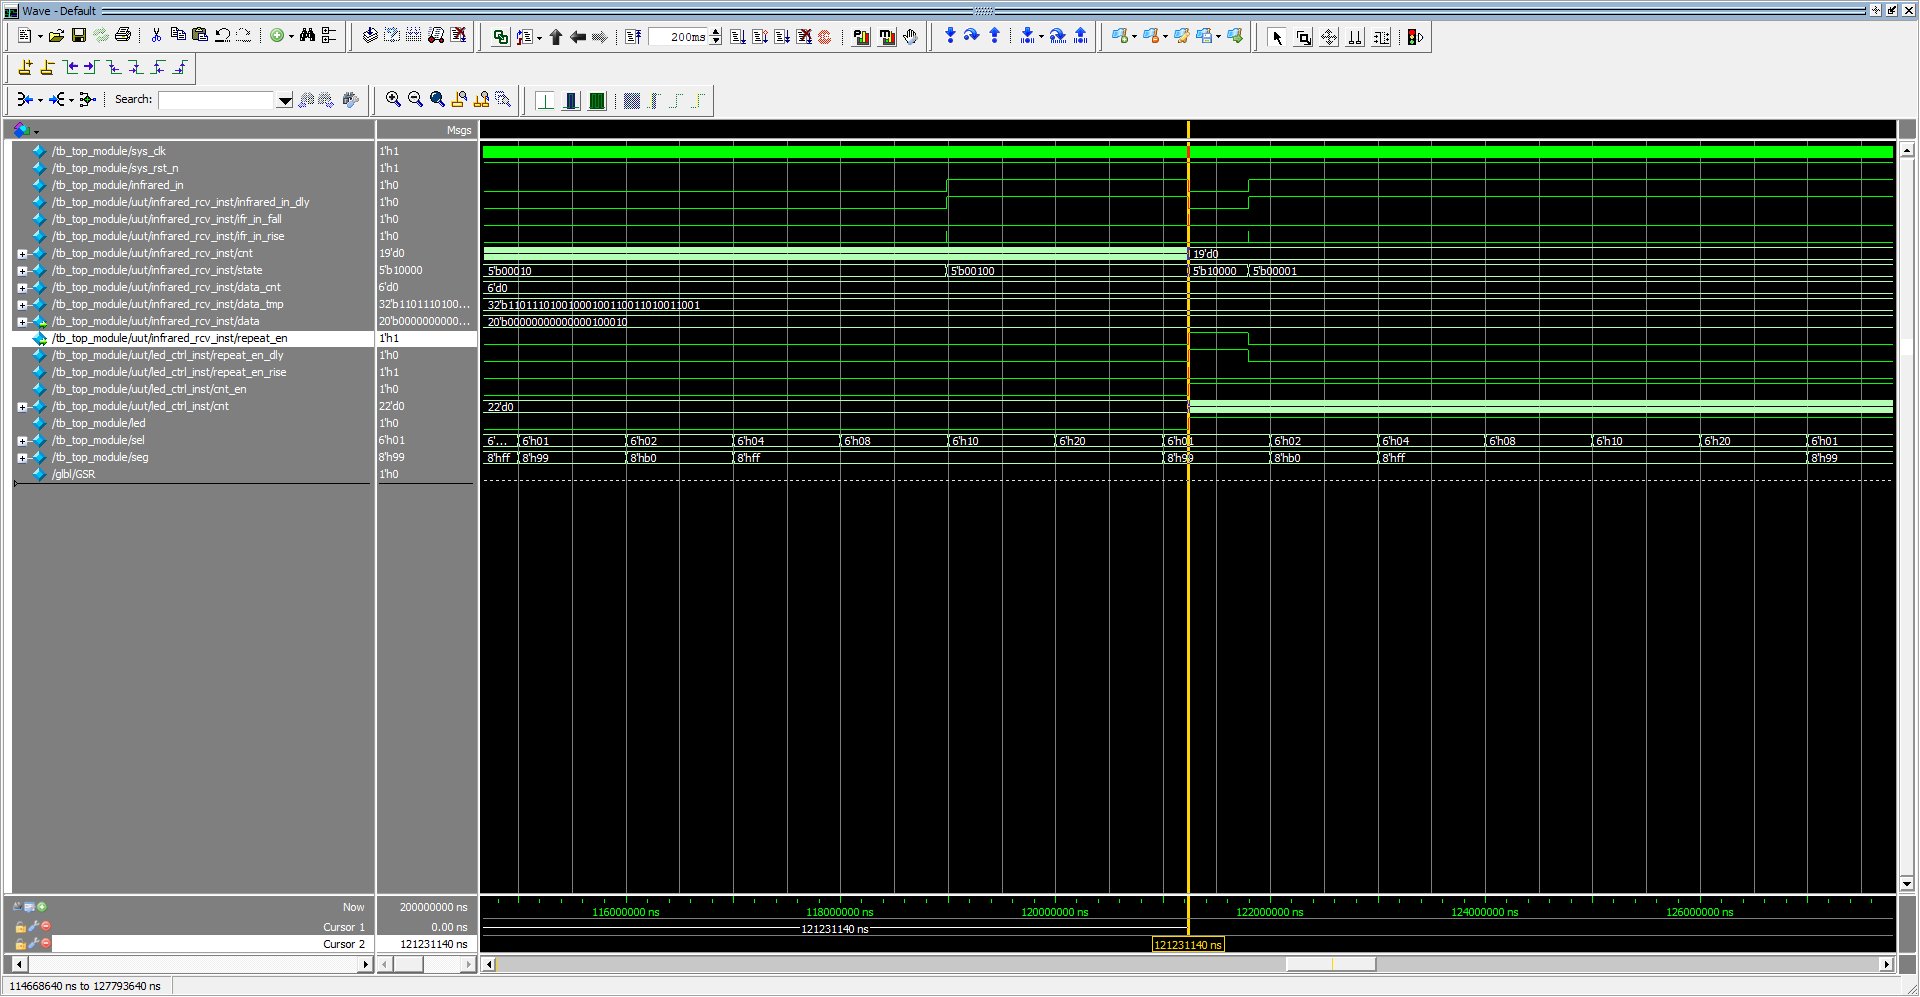 Wave - Default
200ms
Search:
Msgs
/tb_top_module/sys_clk 1'h1
/tb_top_module/sys_rst_n 1'h1
/tb_top_module/infrared_in 1'h0
/tb_top_module/uut/infrared_rcv_inst/infrared_in_dly 1'h0
/tb_top_module/uut/infrared_rcv_inst/ifr_in_fall 1'h0
/tb_top_module/uut/infrared_rcv_inst/ifr_in_rise 1'h0
/tb_top_module/uut/infrared_rcv_inst/cnt 19'd0 19'd0
/tb_top_module/uut/infrared_rcv_inst/state 5'b10000 5'b00010 5'b00100 5'b10000 5'b00001
/tb_top_module/uut/infrared_rcv_inst/data_cnt 6'd0 6'd0
/tb_top_module/uut/infrared_rcv_inst/data_tmp 32'b1101110100... 32'b11011101001000100110011010011001
/tb_top_module/uut/infrared_rcv_inst/data 20'b0000000000... 20'b00000000000000100010
/tb_top_module/uut/infrared_rcv_inst/repeat_en 1'h1
/tb_top_module/uut/led_ctrl_inst/repeat_en_dly 1'h0
/tb_top_module/uut/led_ctrl_inst/repeat_en_rise 1'h1
/tb_top_module/uut/led_ctrl_inst/cnt_en 1'h0
/tb_top_module/uut/led_ctrl_inst/cnt 22'd0 22'd0
/tb_top_module/led 1'h0
/tb_top_module/sel 6'h01 6'... 6'h01 6'h02 6'h04 6'h08 6'h10 6'h20 6'h01 6'h02 6'h04 6'h08 6'h10 6'h20 6'h01
/tb_top_module/seg 8'h99 8'hff 8'h99 8'hb0 8'hff 8'h99 8'hb0 8'hff 8'h99
/glbl/GSR 1'h0
Now 200000000 ns 116000000 ns 118000000 ns 120000000 ns 122000000 ns 124000000 ns 126000000 ns
Cursor 1 0.00 ns 121231140 ns
Cursor 2 121231140 ns 121231140 ns
114668640 ns to 127793640 ns